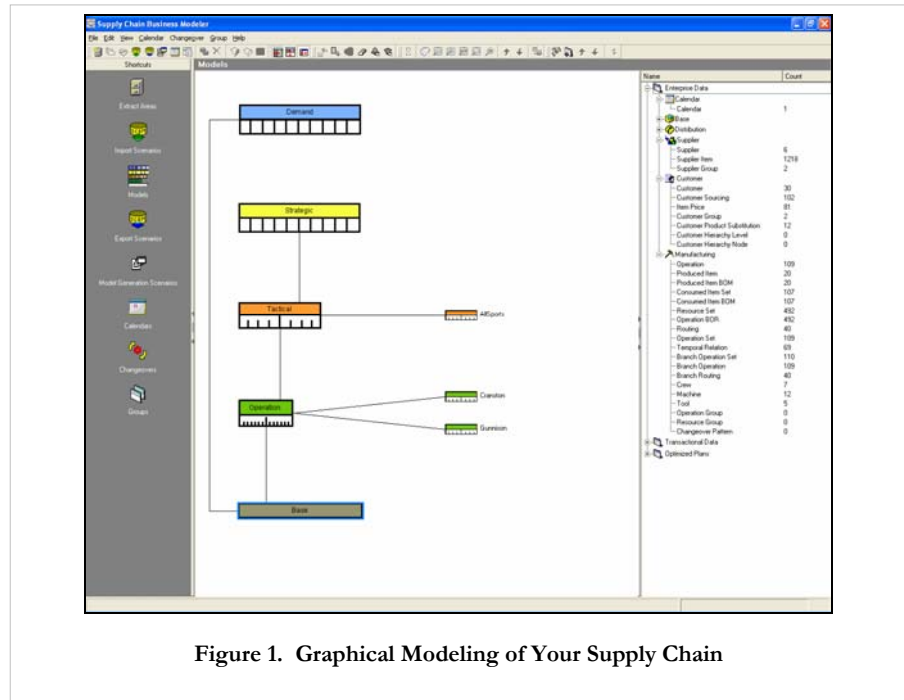 Supply Chain Business Modeler
File Edit View Calendar Changeover Group Help
Shortcuts
Models
Extract Areas
Import Scenarios
Models
Export Scenarios
Model Generation Scenarios
Calendars
Changeovers
Groups
Demand
Strategic
Tactical
AllSports
Operation
Cranston
Gunnison
Base
Name Count
Enterprise Data
Calendar
Calendar 1
Base
Distribution
Supplier
Supplier 6
Supplier Item 1218
Supplier Group 2
Customer
Customer 30
Customer Sourcing 102
Item Price 81
Customer Group 2
Customer Product Substitution 12
Customer Hierarchy Level 0
Customer Hierarchy Node 0
Manufacturing
Operation 109
Produced Item 20
Produced Item BOM 20
Consumed Item Set 107
Consumed Item BOM 107
Resource Set 492
Operation BOR 492
Routing 40
Operation Set 109
Temporal Relation 69
Branch Operation Set 110
Branch Operation 109
Branch Routing 40
Crew 7
Machine 12
Tool 5
Operation Group 0
Resource Group 0
Changeover Pattern 0
Transactional Data
Optimized Plans
Figure 1. Graphical Modeling of Your Supply Chain